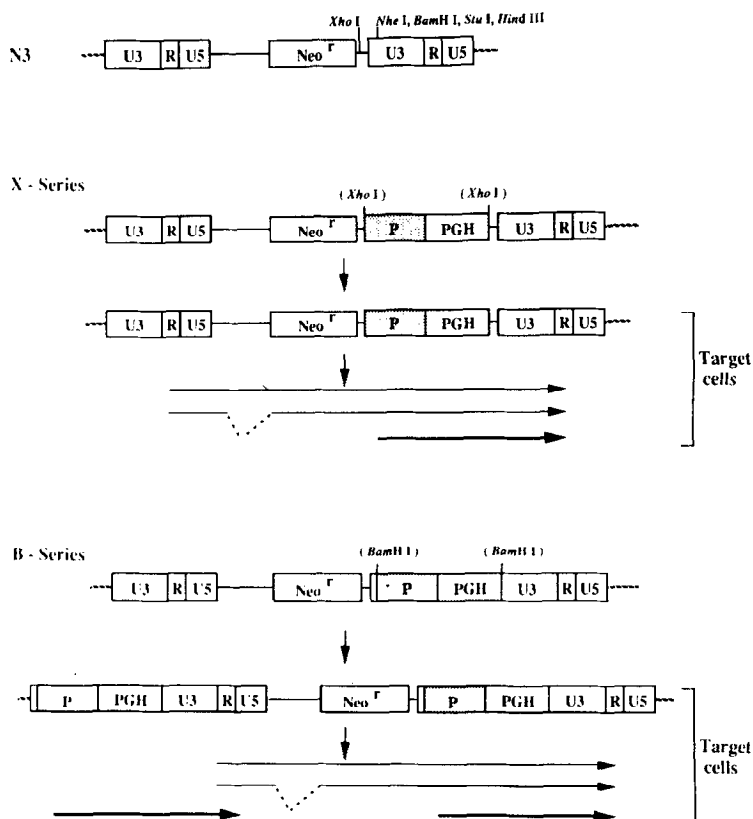 Xho I Nhe I, BamH I, Stu I, Hind III
N3 U3 R U5 Neo r U3 R U5
X - Series
( Xho I ) ( Xho I )
U3 R U5 Neo r P PGH U3 R U5
U3 R U5 Neo r P PGH U3 R U5
Target
cells
B - Series
( BamH I ) ( BamH I )
U3 R U5 Neo r P PGH U3 R U5
P PGH U3 R U5 Neo r P PGH U3 R U5
Target
cells